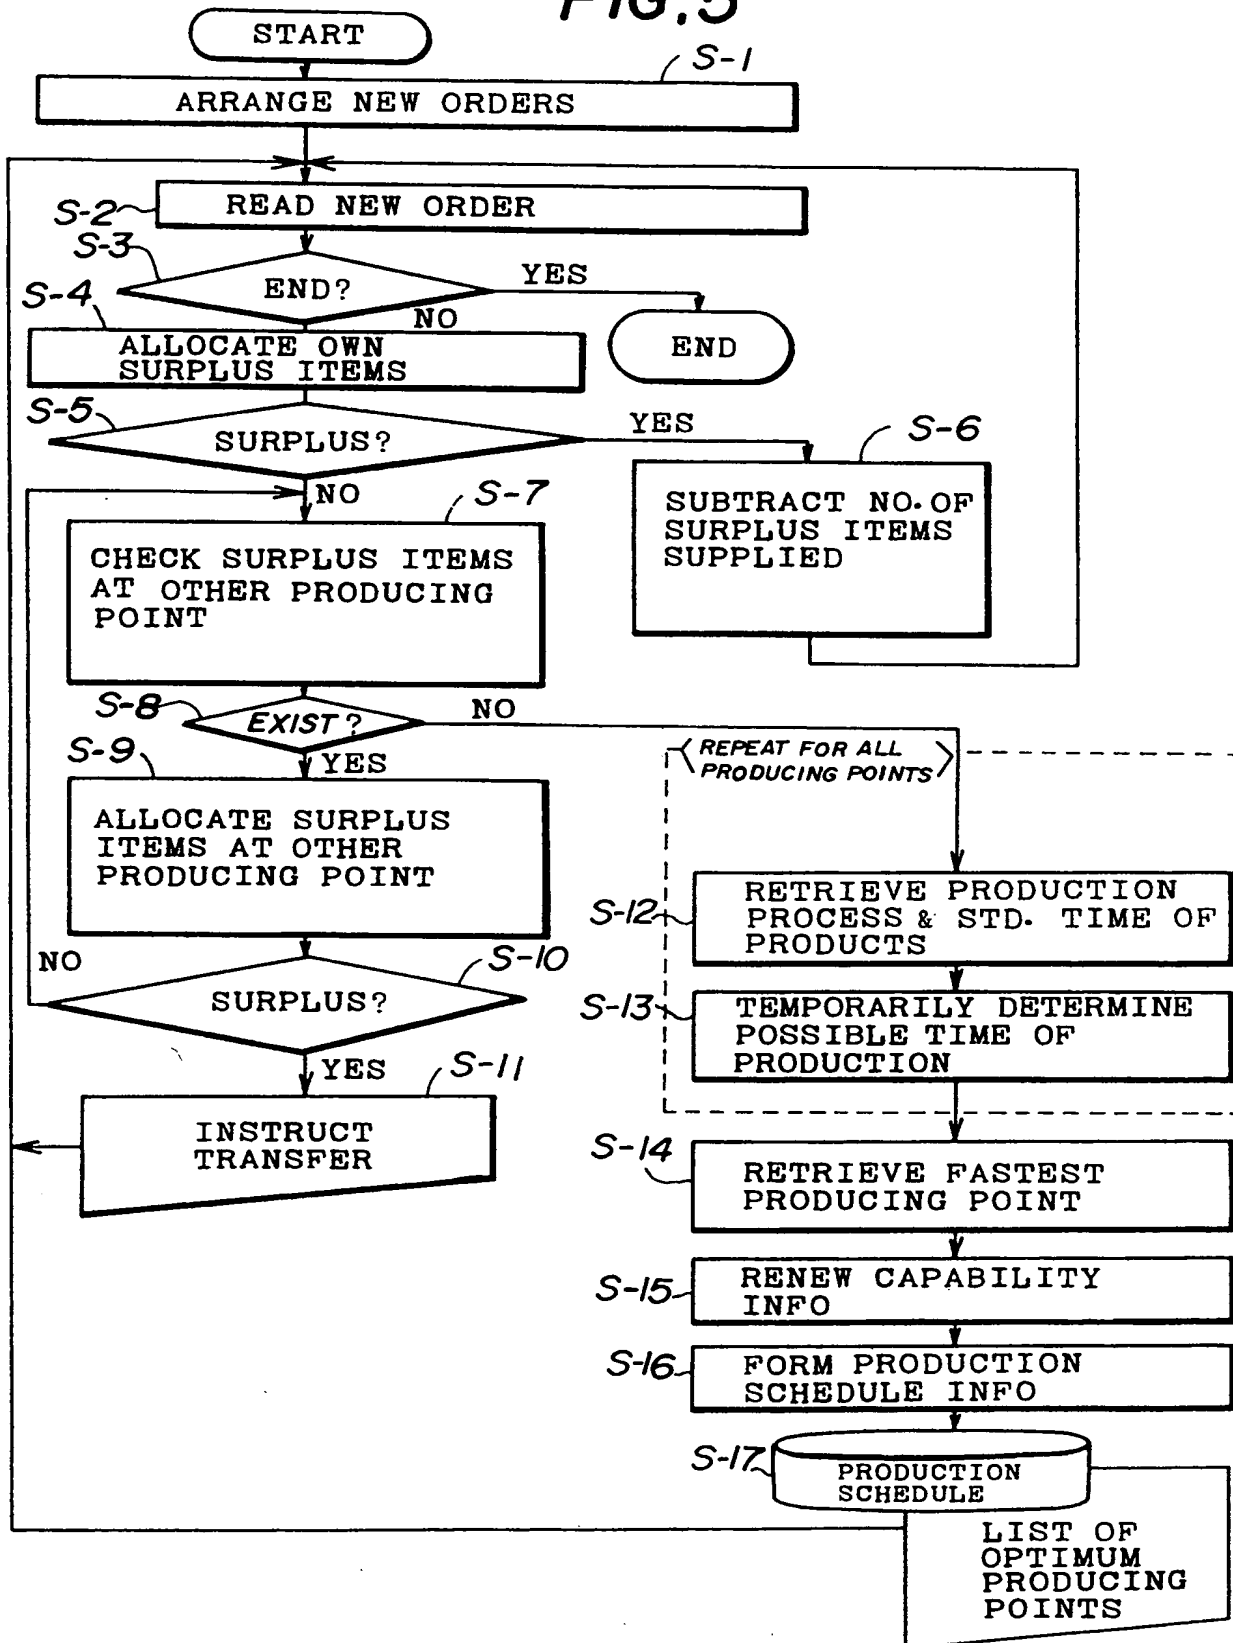 FIG.5
START
S-1
ARRANGE NEW ORDERS
S-2
READ NEW ORDER
S-3
END?
YES
NO
END
S-4
ALLOCATE OWN
SURPLUS ITEMS
S-5
SURPLUS?
YES
NO
S-6
SUBTRACT NO. OF
SURPLUS ITEMS
SUPPLIED
S-7
CHECK SURPLUS ITEMS
AT OTHER PRODUCING
POINT
S-8
EXIST?
NO
YES
S-9
ALLOCATE SURPLUS
ITEMS AT OTHER
PRODUCING POINT
NO
S-10
SURPLUS?
YES
S-11
INSTRUCT
TRANSFER
REPEAT FOR ALL
PRODUCING POINTS
S-12
RETRIEVE PRODUCTION
PROCESS & STD. TIME OF
PRODUCTS
S-13
TEMPORARILY DETERMINE
POSSIBLE TIME OF
PRODUCTION
S-14
RETRIEVE FASTEST
PRODUCING POINT
S-15
RENEW CAPABILITY
INFO
S-16
FORM PRODUCTION
SCHEDULE INFO
S-17
PRODUCTION
SCHEDULE
LIST OF
OPTIMUM
PRODUCING
POINTS